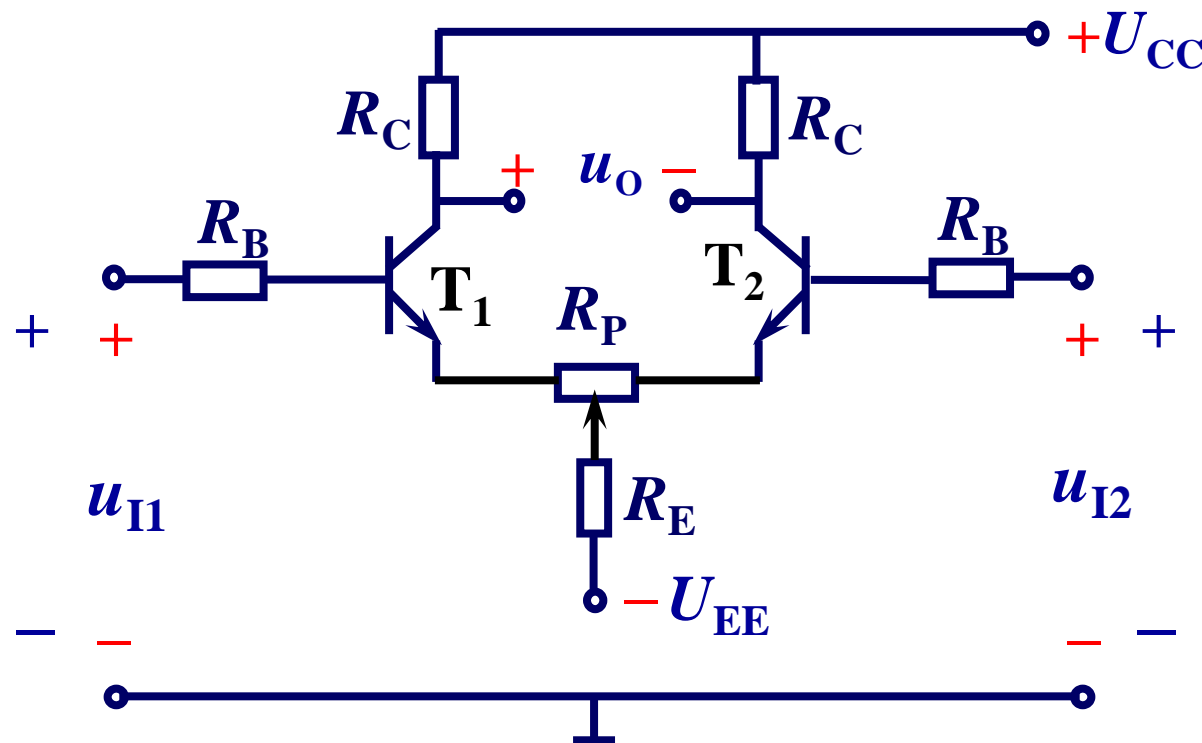 +UCC
RC
RC
+ uO −
RB
RB
T1
T2
RP
+ +
+ +
uI1
uI2
RE
− UEE
− −
− −